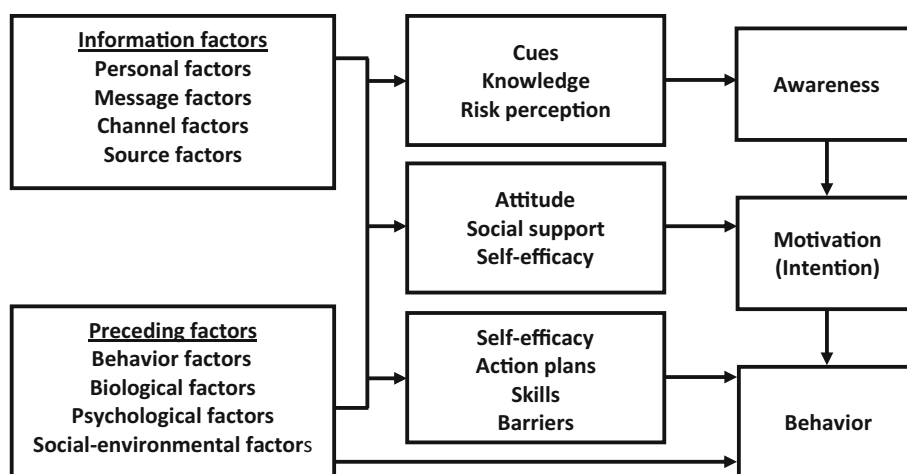 Information factors
Personal factors
Message factors
Channel factors
Source factors
Cues
Knowledge
Risk perception
Awareness
Attitude
Social support
Self-efficacy
Motivation
(Intention)
Preceding factors
Behavior factors
Biological factors
Psychological factors
Social-environmental factors
Self-efficacy
Action plans
Skills
Barriers
Behavior